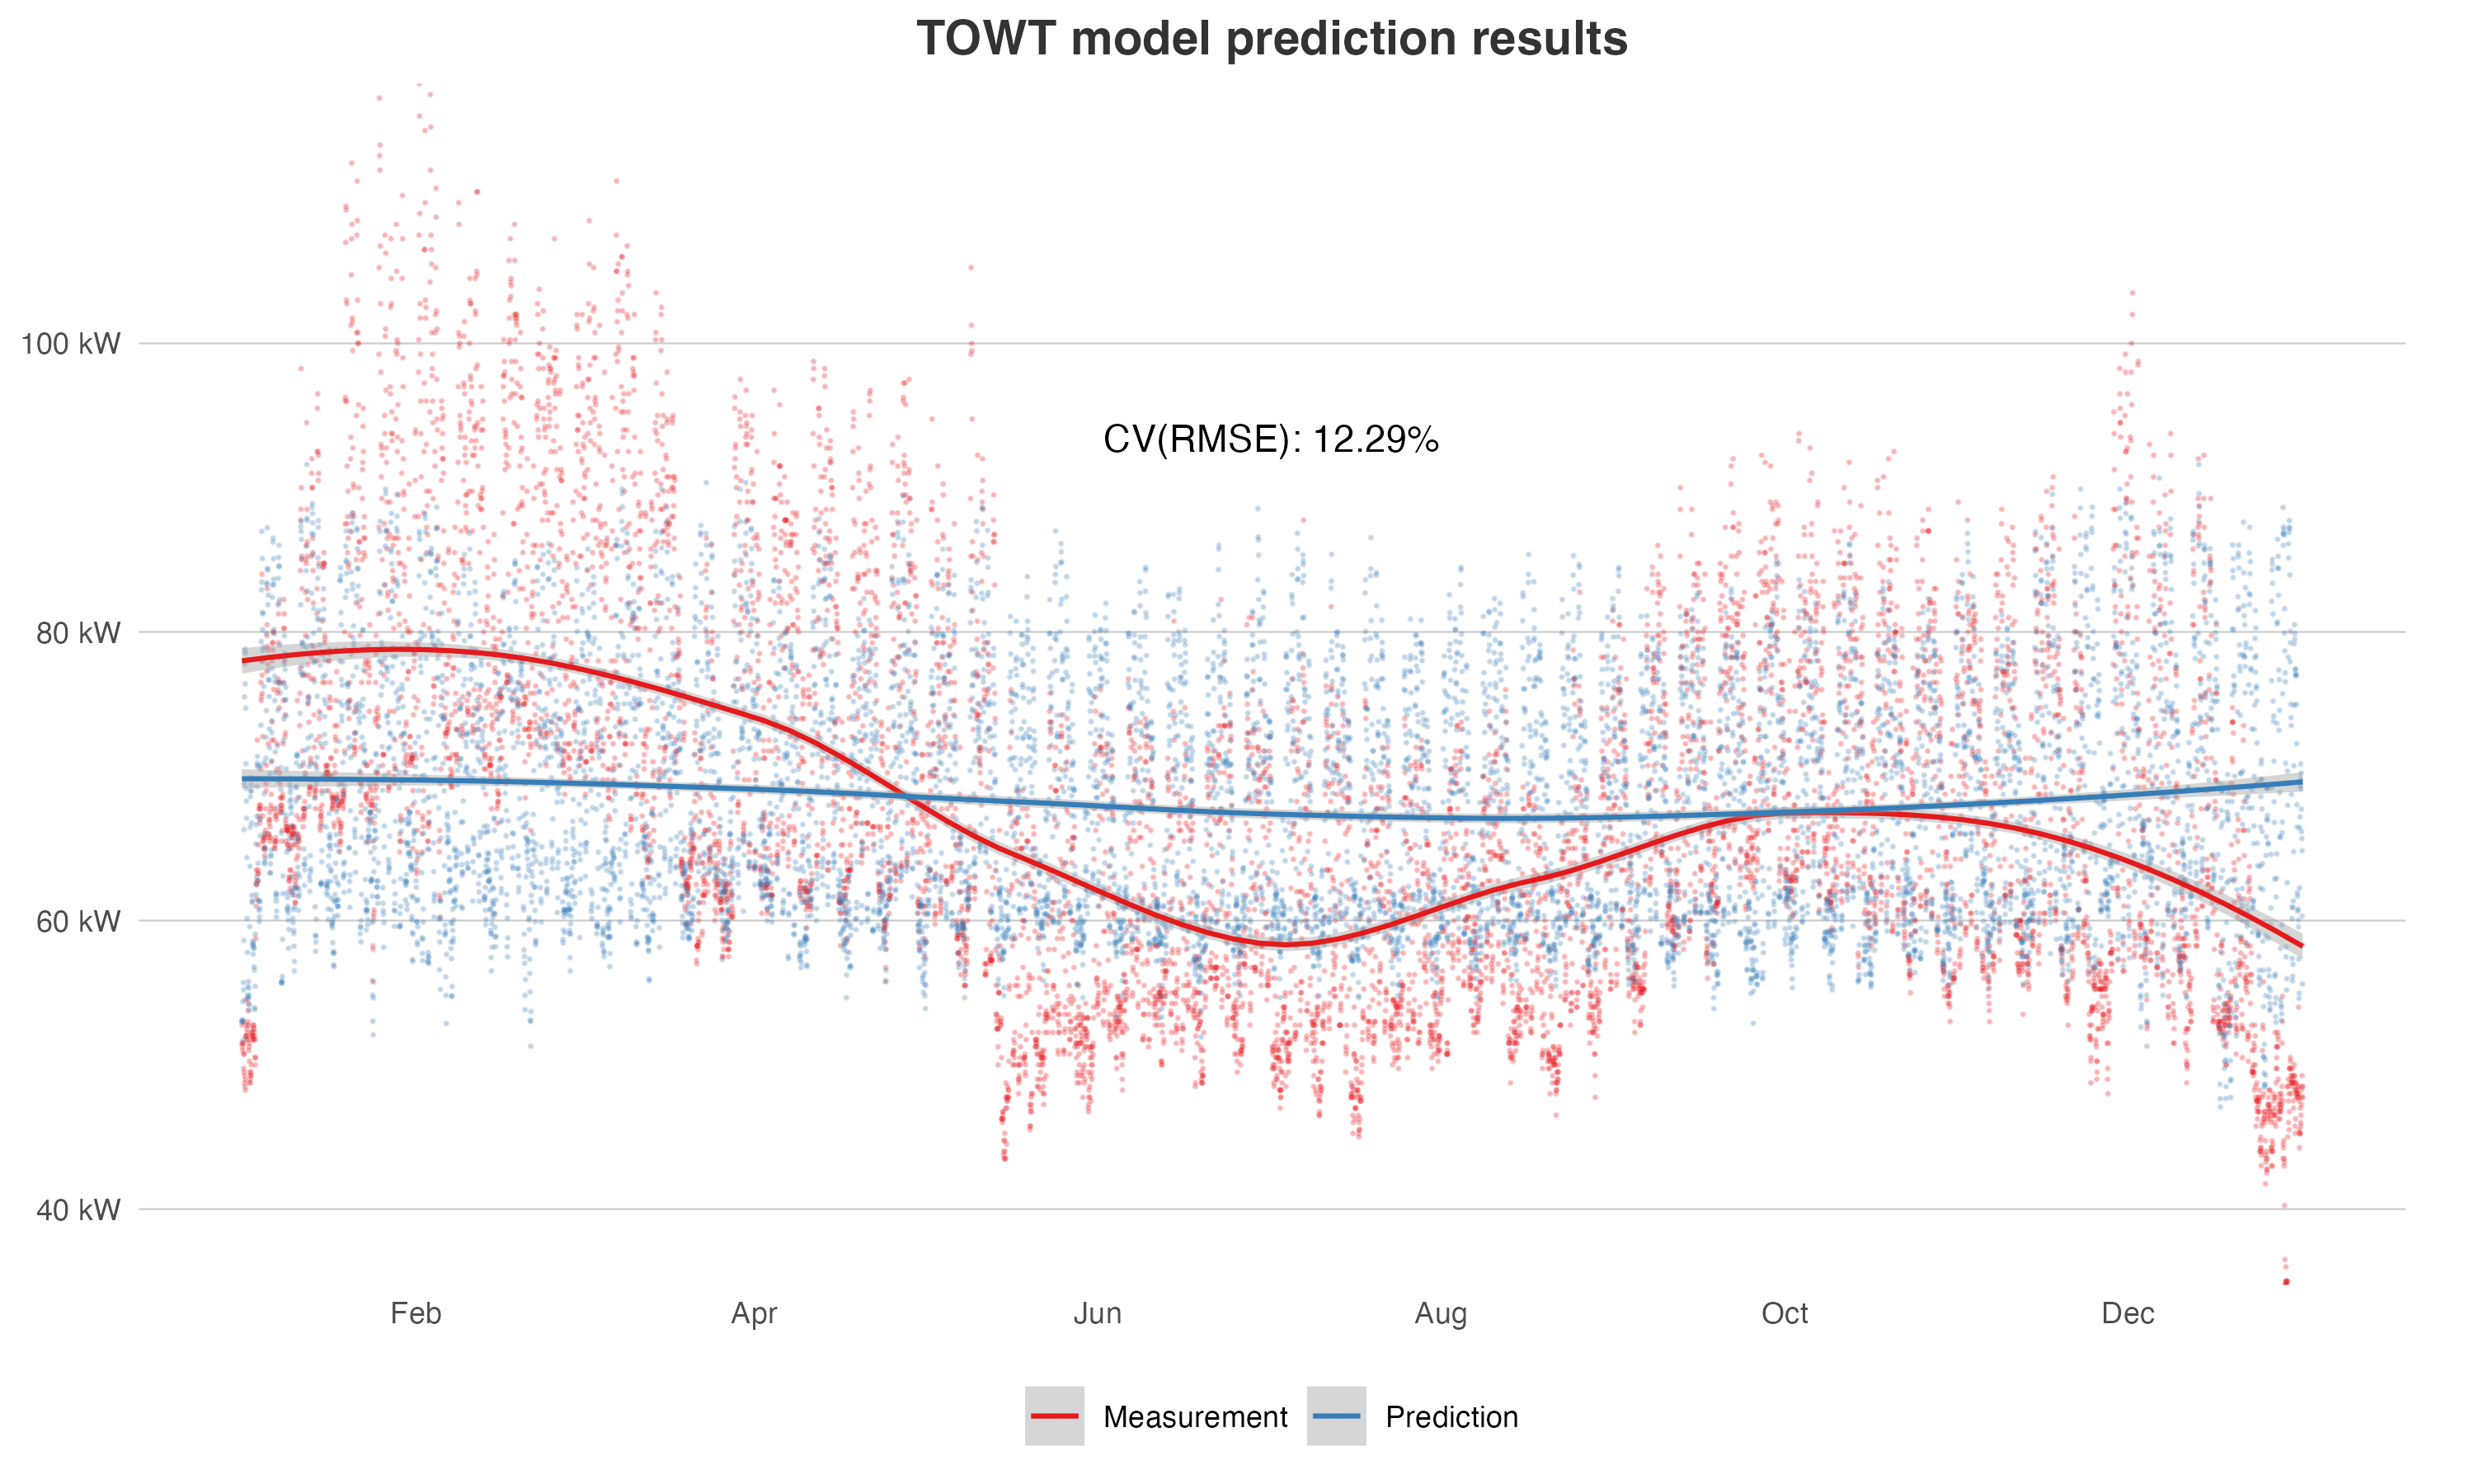 TOWT model prediction results
100 kW
CV(RMSE): 12.29%
80 kW
60 kW
40 kW
Feb Apr Jun Aug Oct Dec
Measurement Prediction